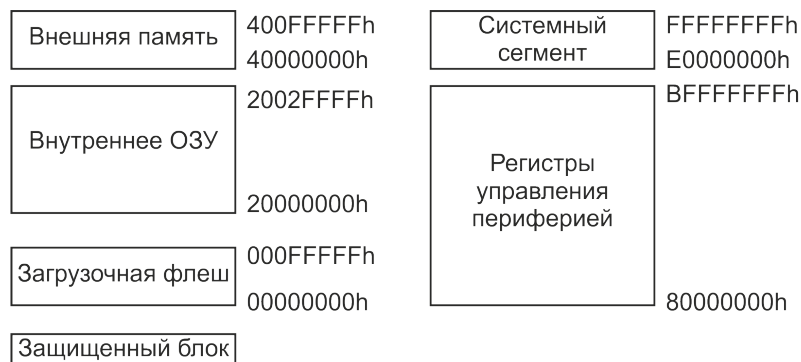 Внешняя память
400FFFFFh
40000000h
Внутреннее ОЗУ
2002FFFFh
20000000h
Загрузочная флеш
000FFFFFh
00000000h
Защищенный блок
Системный
сегмент
FFFFFFFFh
E0000000h
Регистры
управления
периферией
BFFFFFFFh
80000000h